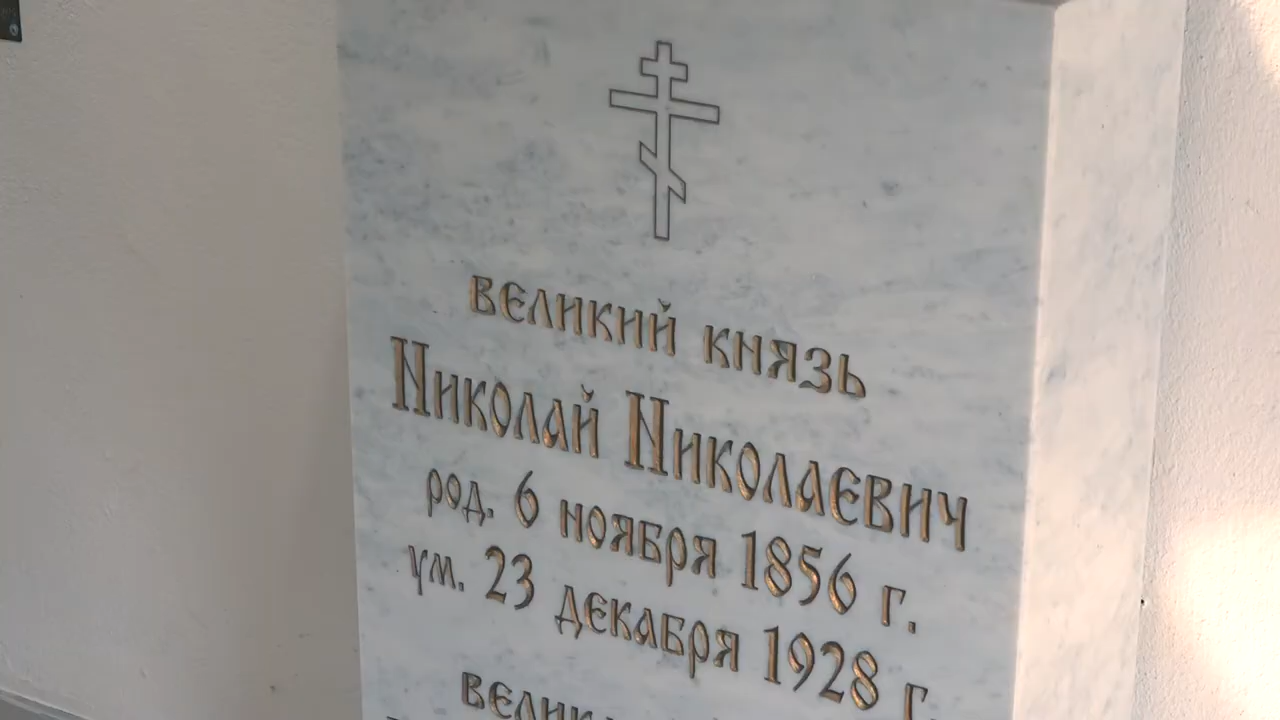 великий князь
Николай Николаевич
род. 6 ноября 1856 г.
ум. 23 декабря 1928 г.